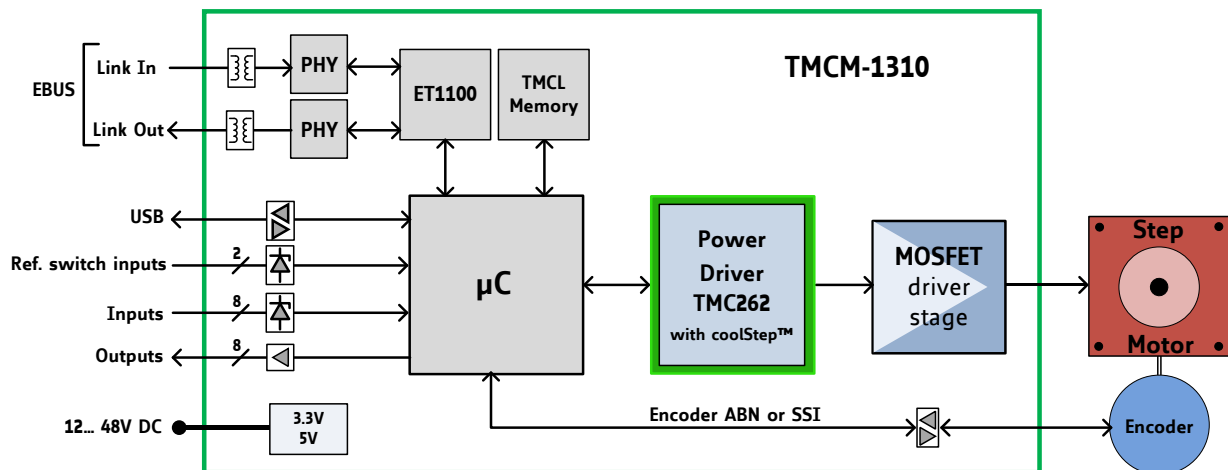 TMCM-1310
EBUS
Link In
PHY
ET1100
TMCL
Memory
Link Out
PHY
USB
Ref. switch inputs
2
Inputs
8
Outputs
8
µC
Power
Driver
TMC262
with coolStep™
MOSFET
driver
stage
Step
Motor
12... 48V DC
3.3V
5V
Encoder ABN or SSI
Encoder